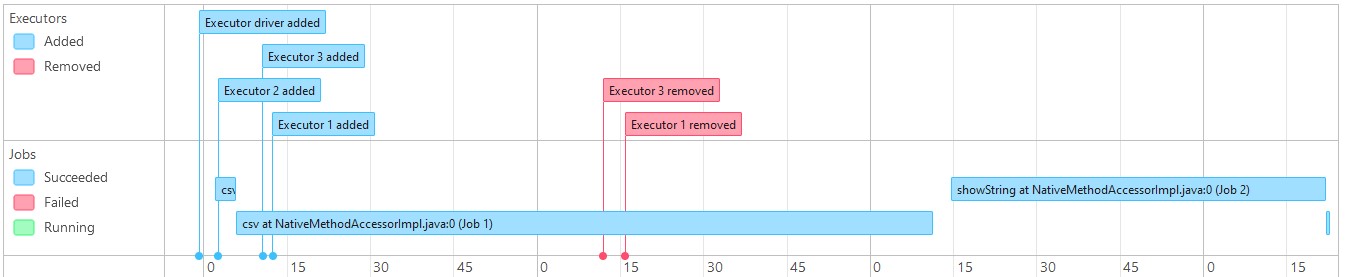 Executors
Added
Removed
Executor driver added
Executor 3 added
Executor 2 added
Executor 1 added
Executor 3 removed
Executor 1 removed
Jobs
Succeeded
Failed
Running
csv
showString at NativeMethodAccessorImpl.java:0 (Job 2)
csv at NativeMethodAccessorImpl.java:0 (Job 1)
0 15 30 45 0 15 30 45 0 15 30 45 0 15